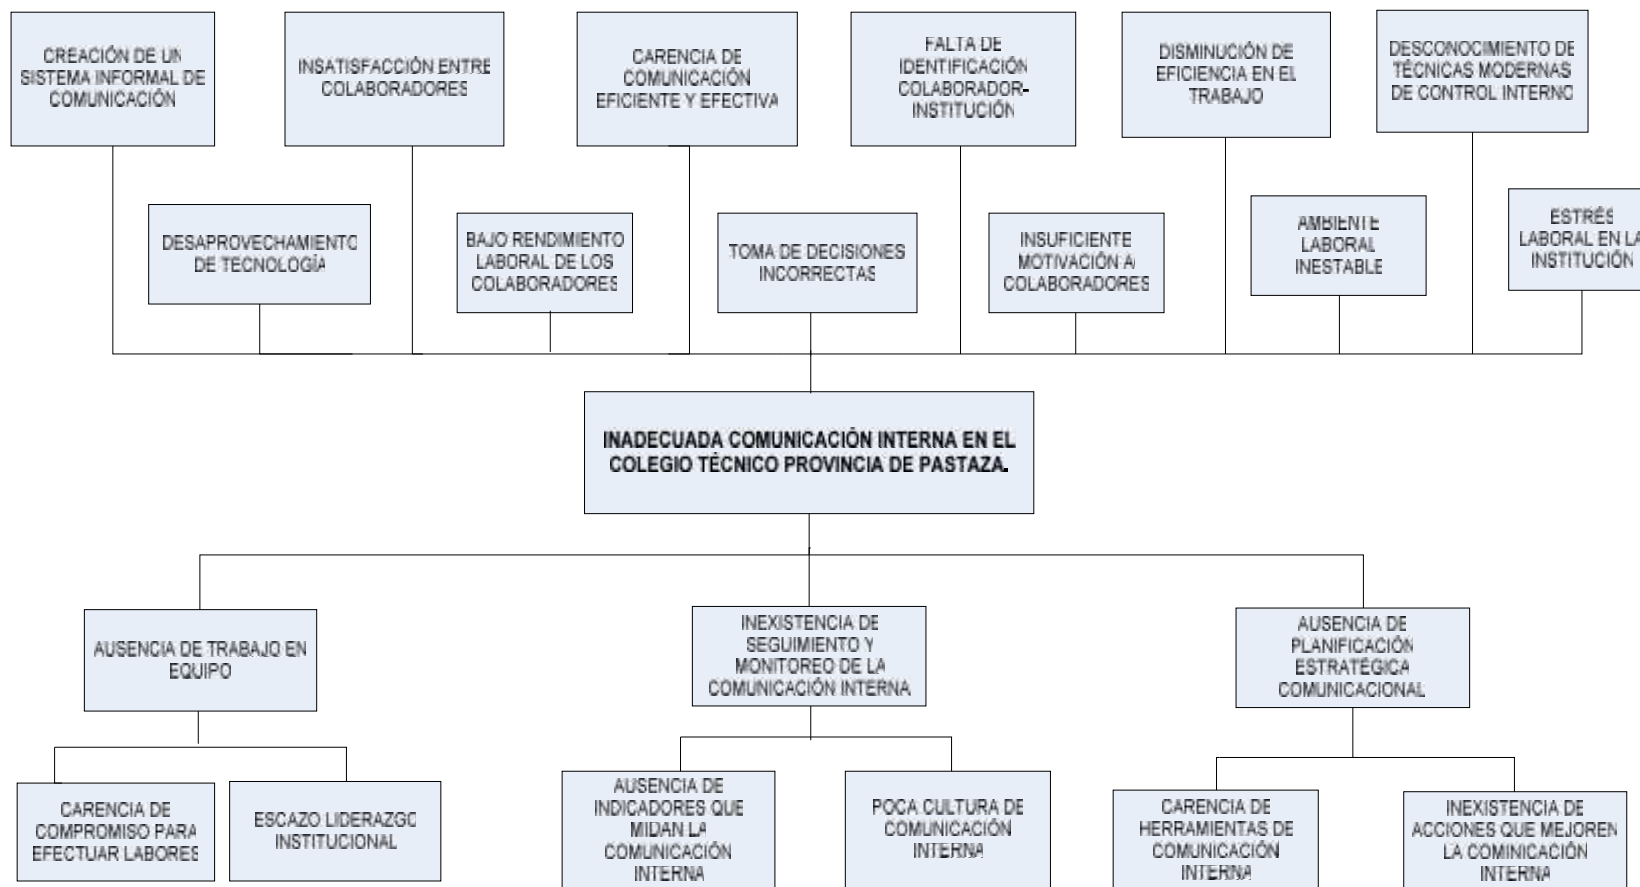 CREACIÓN DE UN
SISTEMA INFORMAL DE
COMUNICACIÓN
INSATISFACCIÓN ENTRE
COLABORADORES
CARENCIA DE
COMUNICACIÓN
EFICIENTE Y EFECTIVA
FALTA DE
IDENTIFICACIÓN
COLABORADOR-
INSTITUCIÓN
DISMINUCIÓN DE
EFICIENCIA EN EL
TRABAJO
DESCONOCIMIENTO DE
TÉCNICAS MODERNAS
DE CONTROL INTERNO
DESAPROVECHAMIENTO
DE TECNOLOGÍA
BAJO RENDIMIENTO
LABORAL DE LOS
COLABORADORES
TOMA DE DECISIONES
INCORRECTAS
INSUFICIENTE
MOTIVACIÓN A
COLABORADORES
AMBIENTE
LABORAL
INESTABLE
ESTRÉS
LABORAL EN LA
INSTITUCIÓN
INADECUADA COMUNICACIÓN INTERNA EN EL
COLEGIO TÉCNICO PROVINCIA DE PASTAZA.
AUSENCIA DE TRABAJO EN
EQUIPO
INEXISTENCIA DE
SEGUIMIENTO Y
MONITOREO DE LA
COMUNICACIÓN INTERNA
AUSENCIA DE
PLANIFICACIÓN
ESTRATÉGICA
COMUNICACIONAL
CARENCIA DE
COMPROMISO PARA
EFECTUAR LABORES
ESCAZO LIDERAZGO
INSTITUCIONAL
AUSENCIA DE
INDICADORES QUE
MIDAN LA
COMUNICACIÓN
INTERNA
POCA CULTURA DE
COMUNICACIÓN
INTERNA
CARENCIA DE
HERRAMIENTAS DE
COMUNICACIÓN
INTERNA
INEXISTENCIA DE
ACCIONES QUE MEJOREN
LA COMINICACIÓN
INTERNA